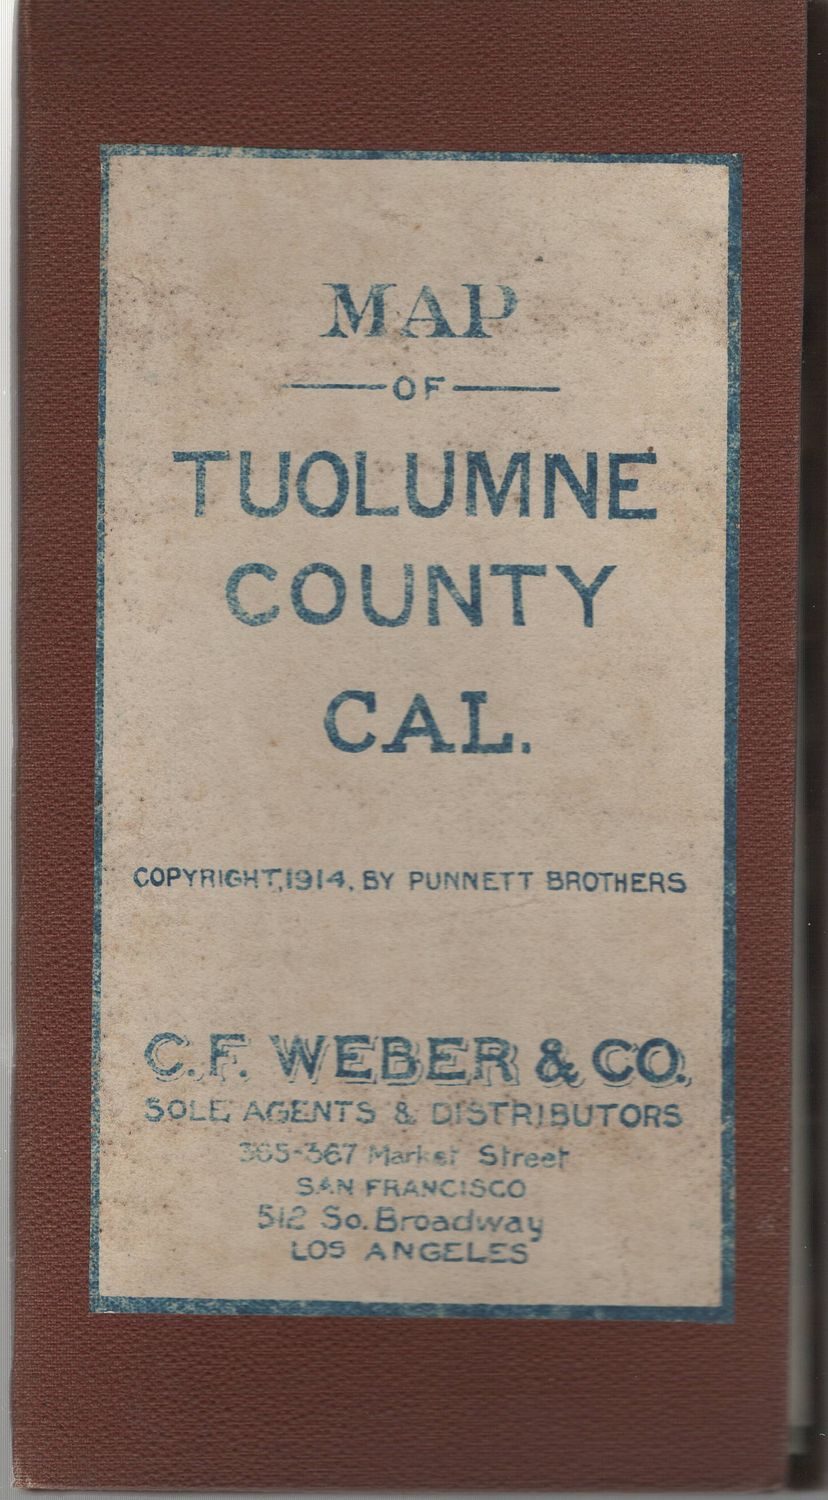 MAP
OF
TUOLUMNE
COUNTY
CAL.
COPYRIGHT, 1914, BY PUNNETT BROTHERS
C.F. WEBER & CO.
SOLE AGENTS & DISTRIBUTORS
365-367 Market Street
SAN FRANCISCO
512 So. Broadway
LOS ANGELES